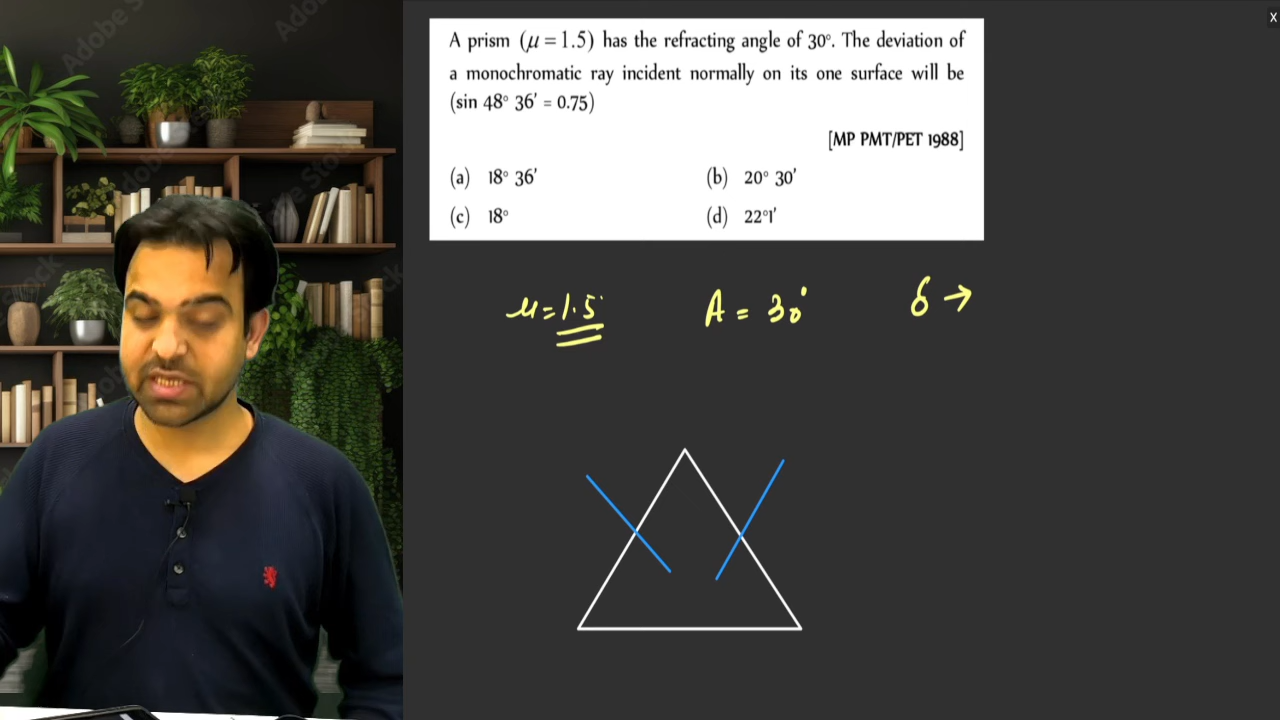 A prism (μ = 1.5) has the refracting angle of 30°. The deviation of
a monochromatic ray incident normally on its one surface will be
(sin 48° 36′ = 0.75)
[MP PMT/PET 1988]
(a) 18° 36′ (b) 20° 30′
(c) 18° (d) 22°1′
μ = 1.5 A = 30° δ →
X
Adobe Stock